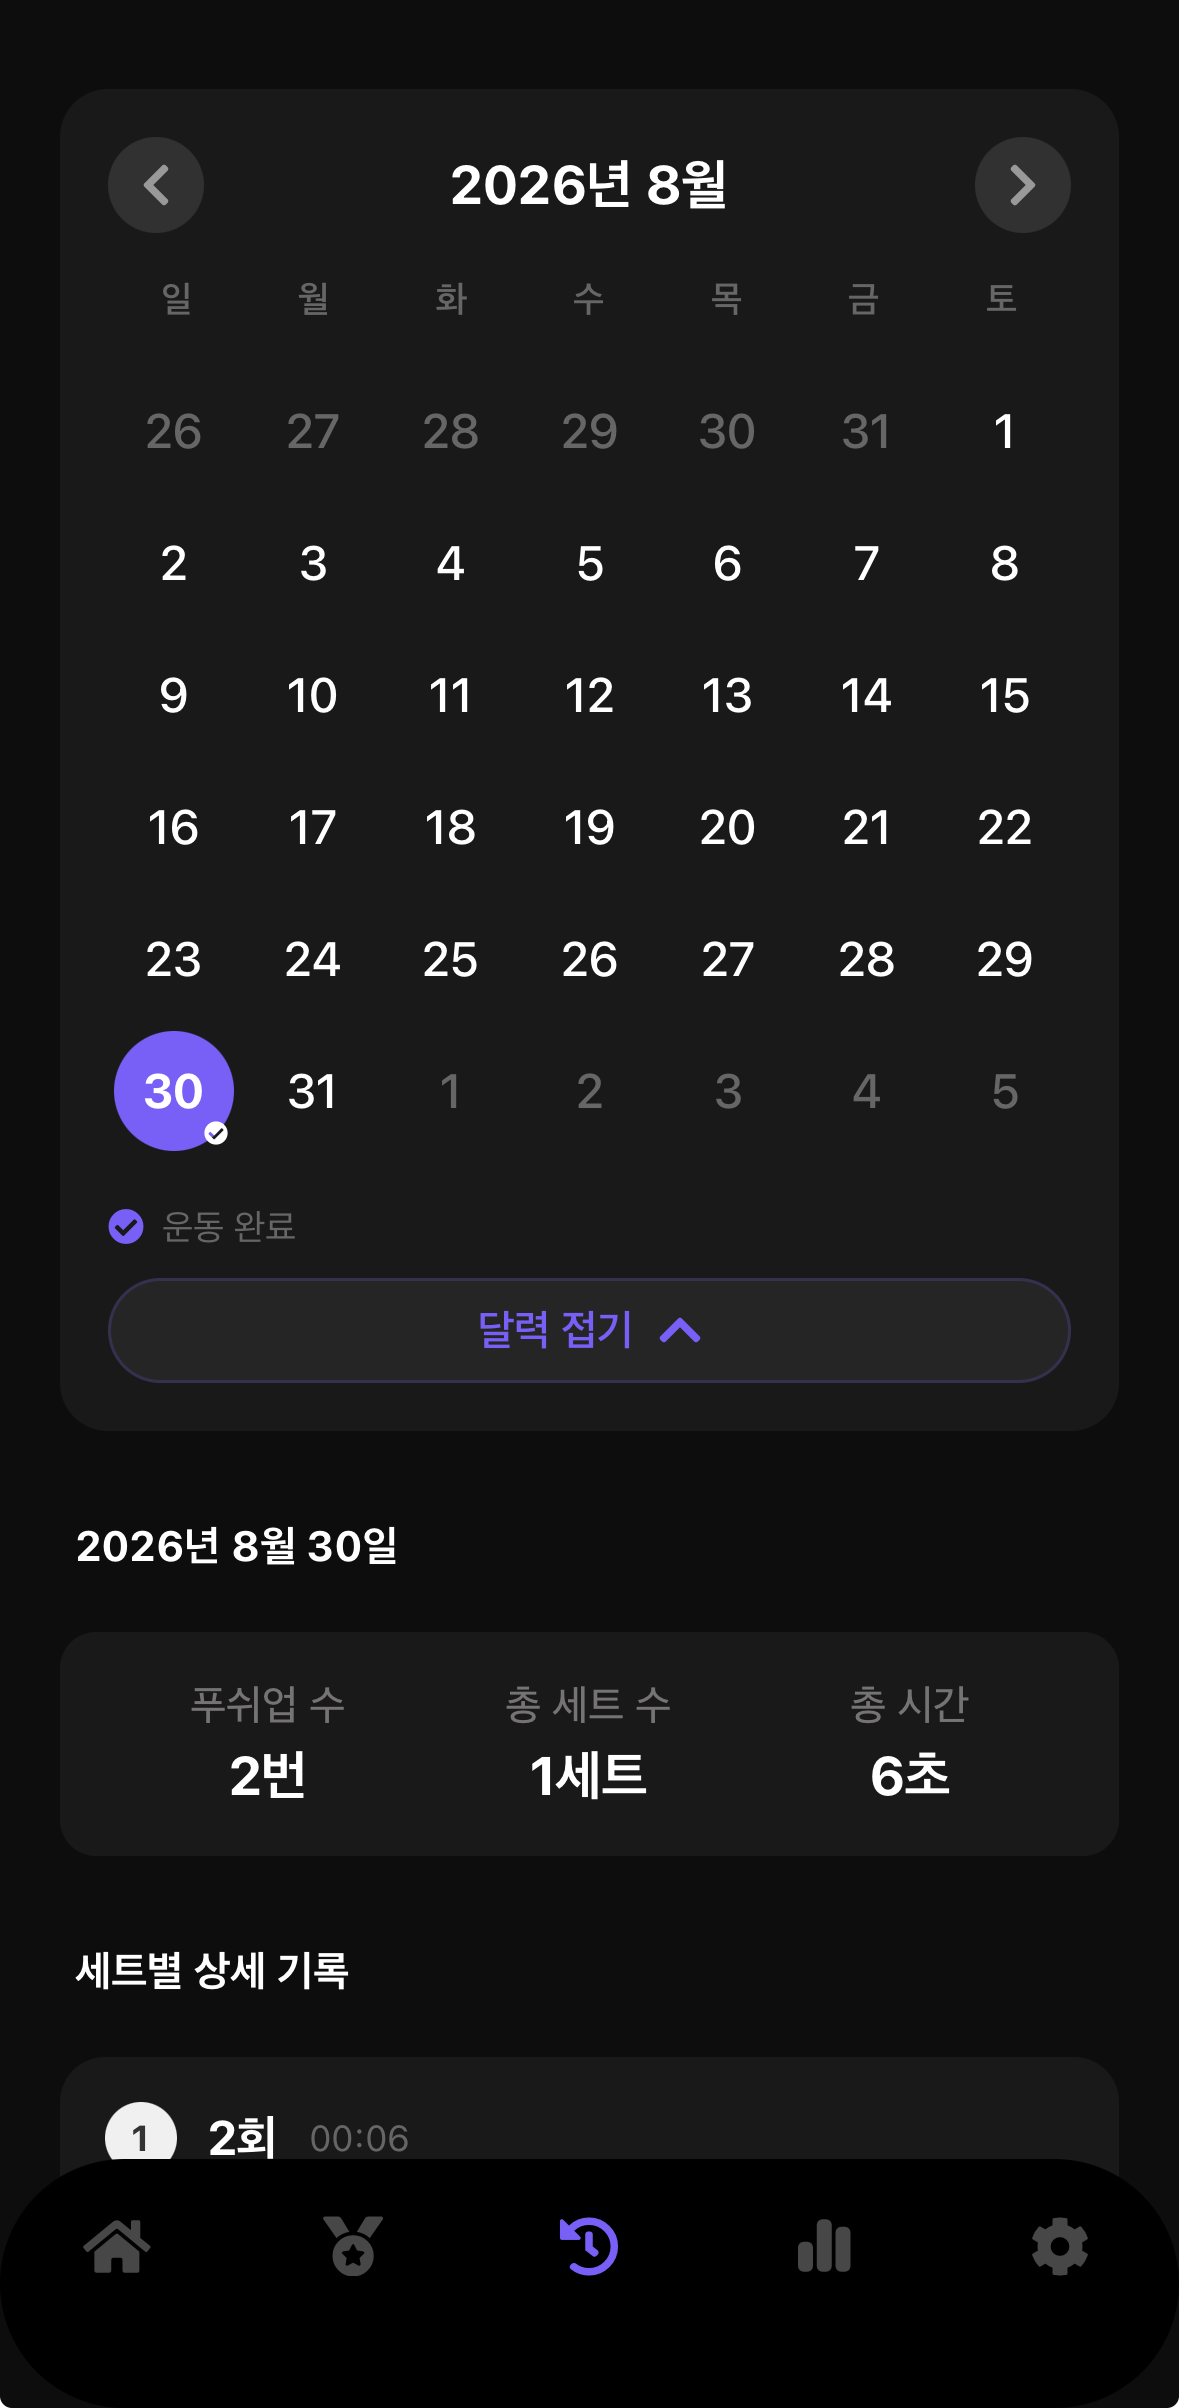 2026년 8월
일 월 화 수 목 금 토
26 27 28 29 30 31 1
2 3 4 5 6 7 8
9 10 11 12 13 14 15
16 17 18 19 20 21 22
23 24 25 26 27 28 29
30 31 1 2 3 4 5
운동 완료
달력 접기
2026년 8월 30일
푸쉬업 수 총 세트 수 총 시간
2번 1세트 6초
세트별 상세 기록
1 2회 00:06